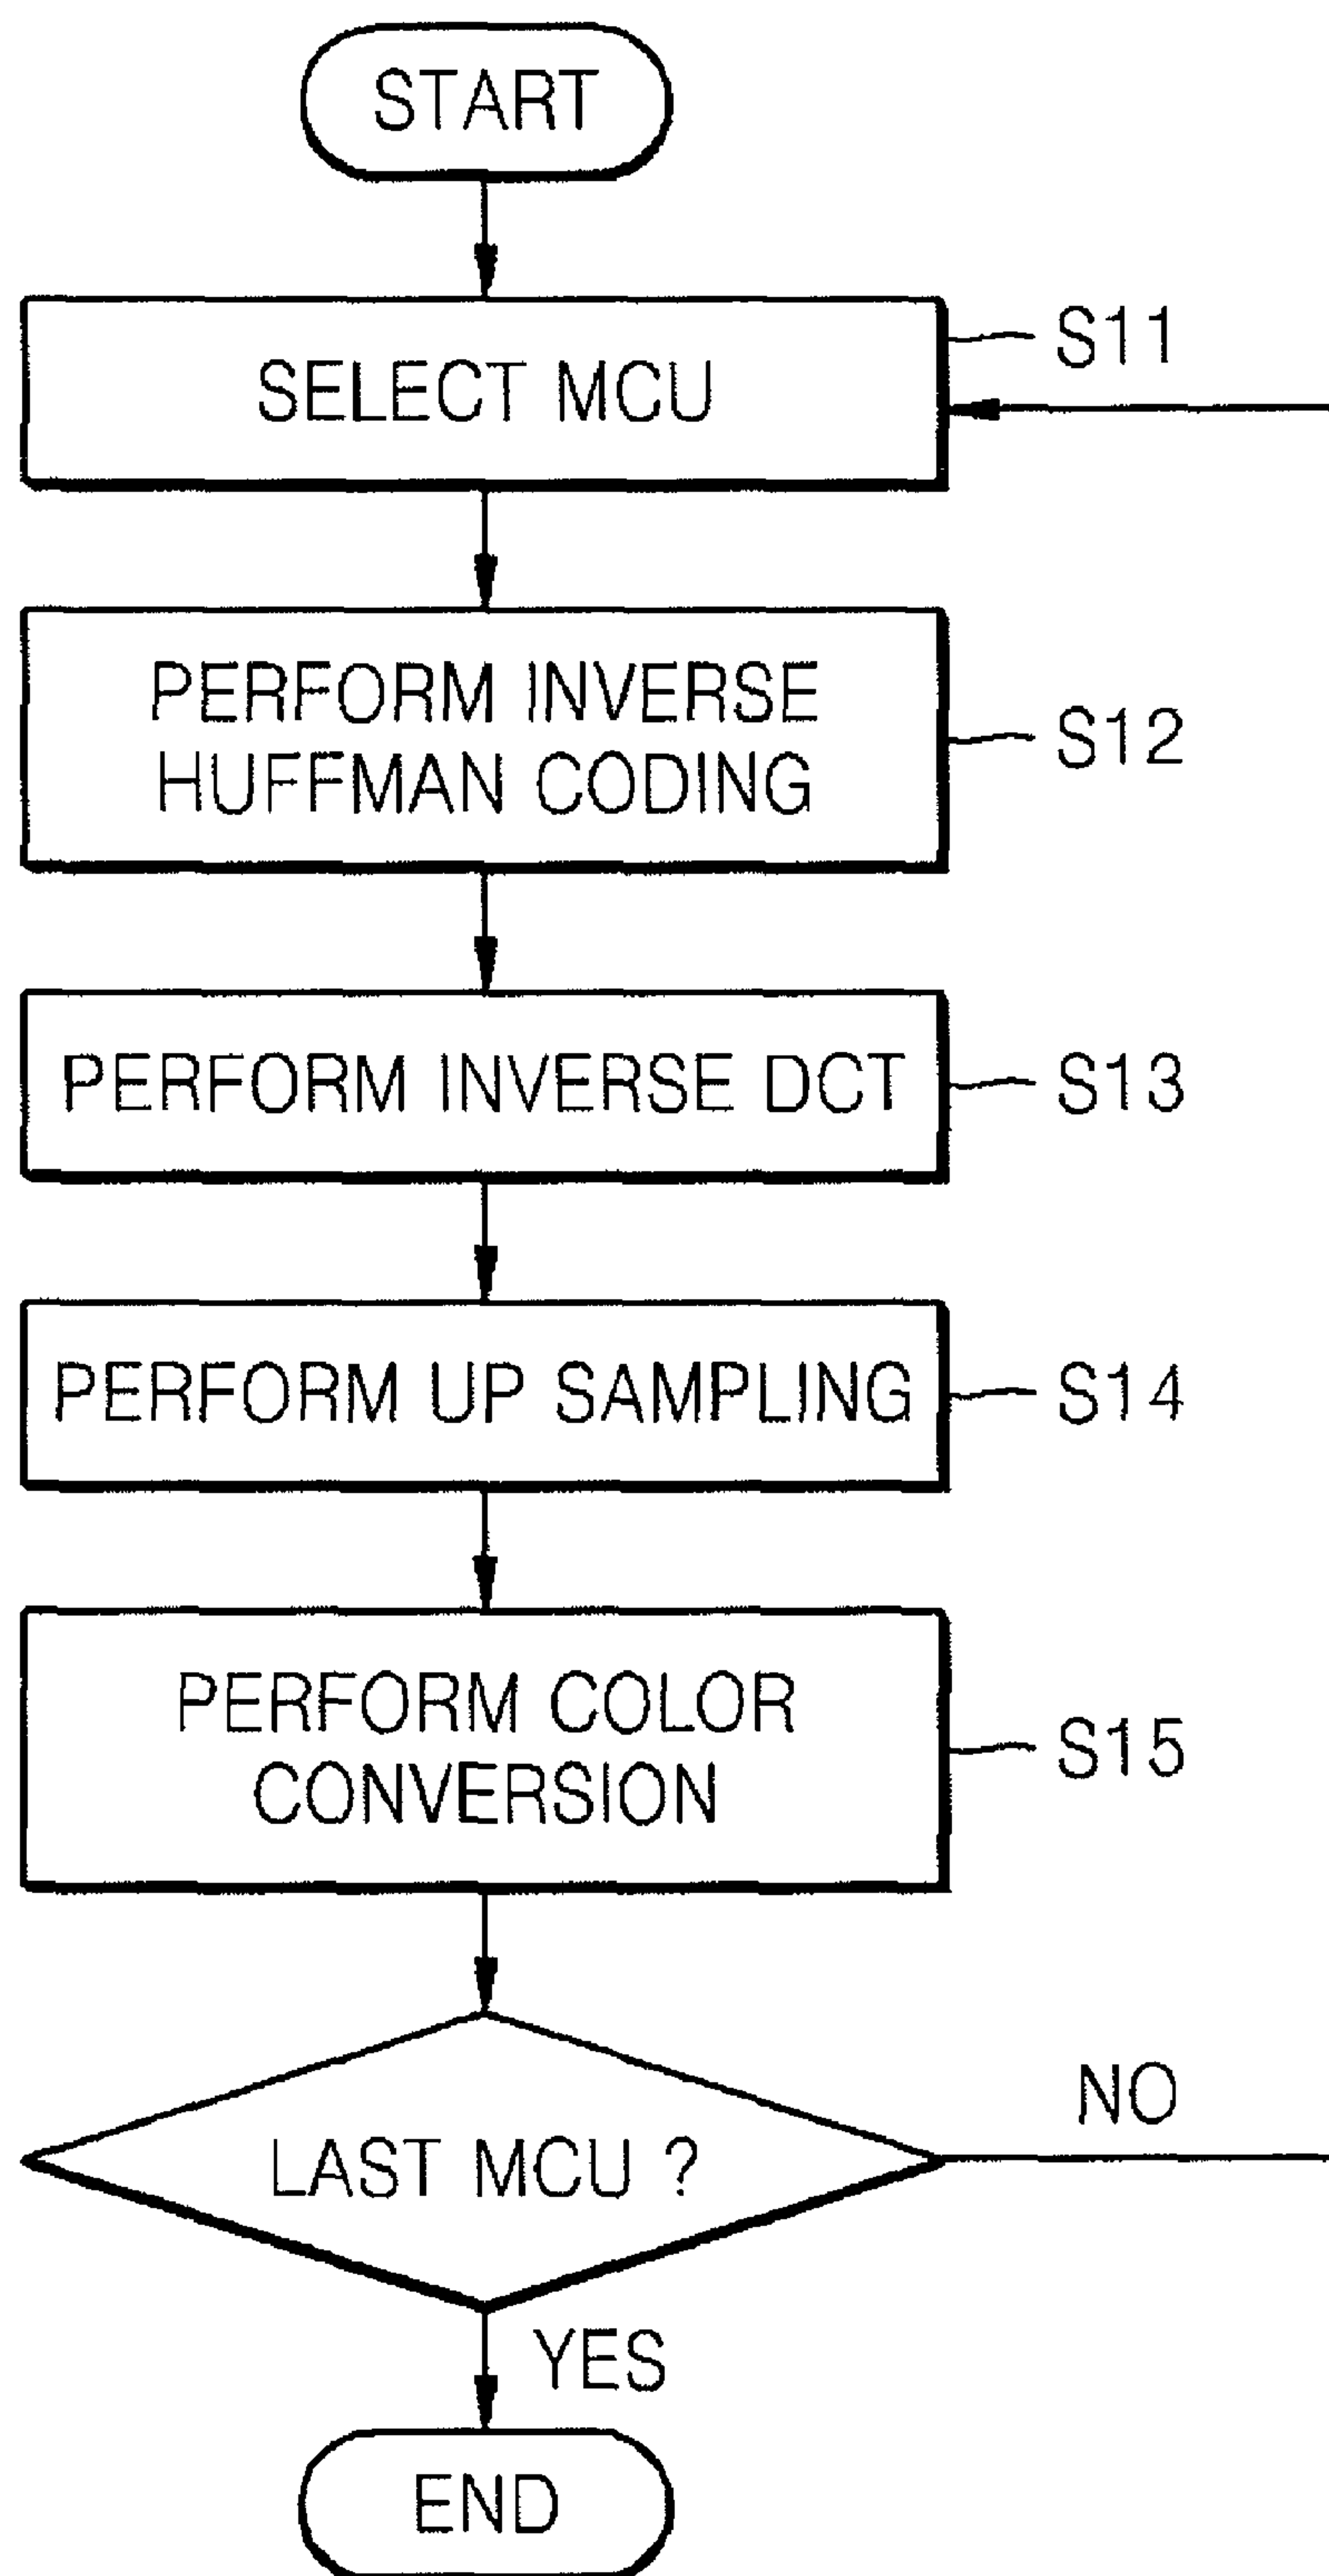 START
SELECT MCU
S11
PERFORM INVERSE
HUFFMAN CODING
S12
PERFORM INVERSE DCT
S13
PERFORM UP SAMPLING
S14
PERFORM COLOR
CONVERSION
S15
LAST MCU ?
NO
YES
END